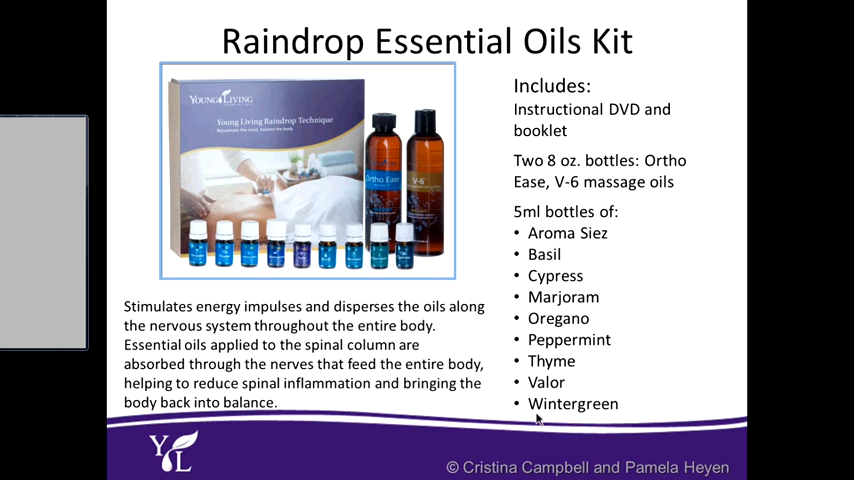 Raindrop Essential Oils Kit
YOUNG LIVING
Young Living Raindrop Technique
Ortho Ease
V-6
Includes:
Instructional DVD and
booklet
Two 8 oz. bottles: Ortho
Ease, V-6 massage oils
5ml bottles of:
• Aroma Siez
• Basil
• Cypress
• Marjoram
• Oregano
• Peppermint
• Thyme
• Valor
• Wintergreen
Stimulates energy impulses and disperses the oils along
the nervous system throughout the entire body.
Essential oils applied to the spinal column are
absorbed through the nerves that feed the entire body,
helping to reduce spinal inflammation and bringing the
body back into balance.
Y L
© Cristina Campbell and Pamela Heyen